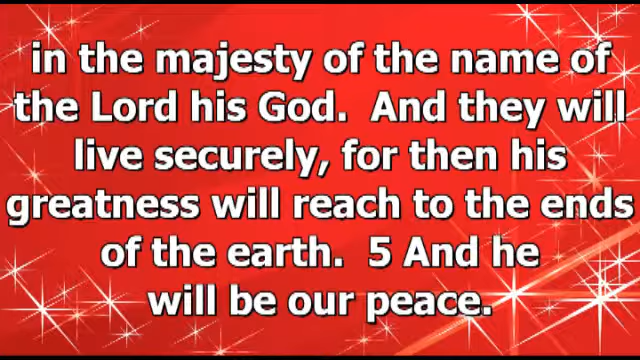 in the majesty of the name of
the Lord his God.  And they will
live securely, for then his
greatness will reach to the ends
of the earth.  5 And he
will be our peace.